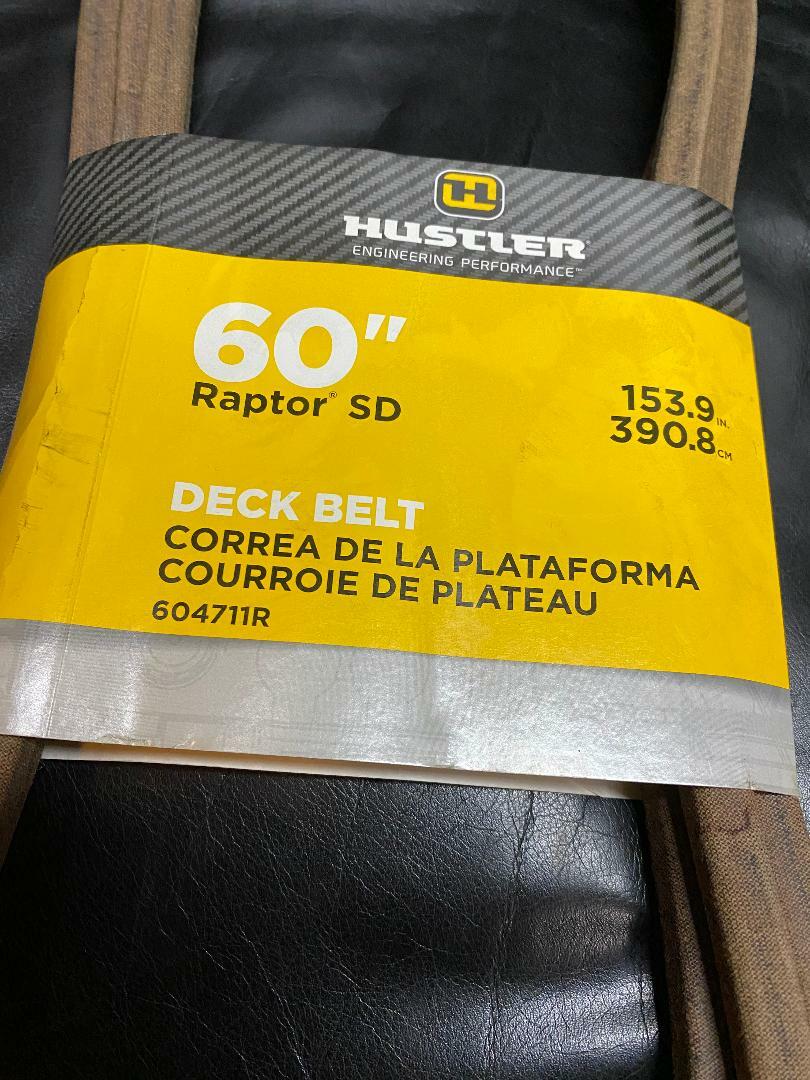 HUSTLER®
ENGINEERING PERFORMANCE™
60"
Raptor® SD
153.9 IN.
390.8 CM
DECK BELT
CORREA DE LA PLATAFORMA
COURROIE DE PLATEAU
604711R